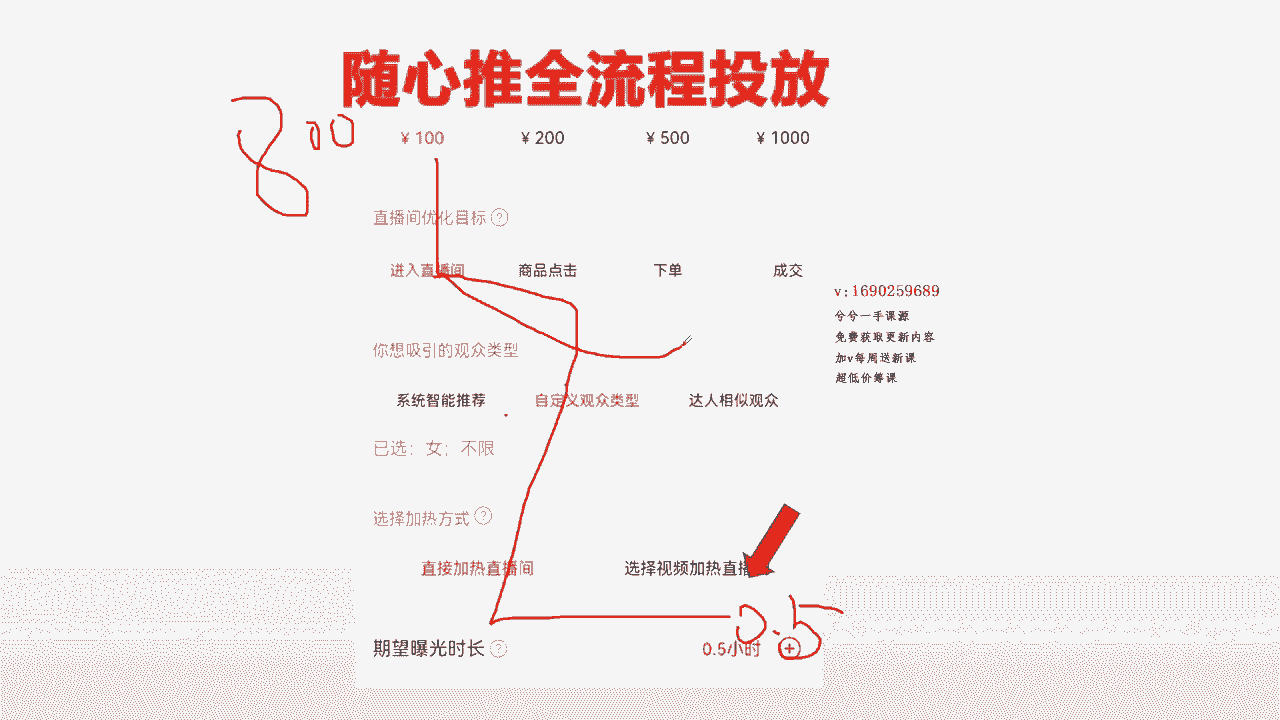 随心推全流程投放
800
¥ 100 ¥ 200 ¥ 500 ¥ 1000
直播间优化目标 ?
进入直播间 商品点击 下单 成交
v:1690259689
兮兮一手课源
免费获取更新内容
加v每周送新课
超低价筹课
你想吸引的观众类型
系统智能推荐 自定义观众类型 达人相似观众
已选：女；不限
选择加热方式 ?
直接加热直播间 选择视频加热直播
0.5
期望曝光时长 ? 0.5小时 +